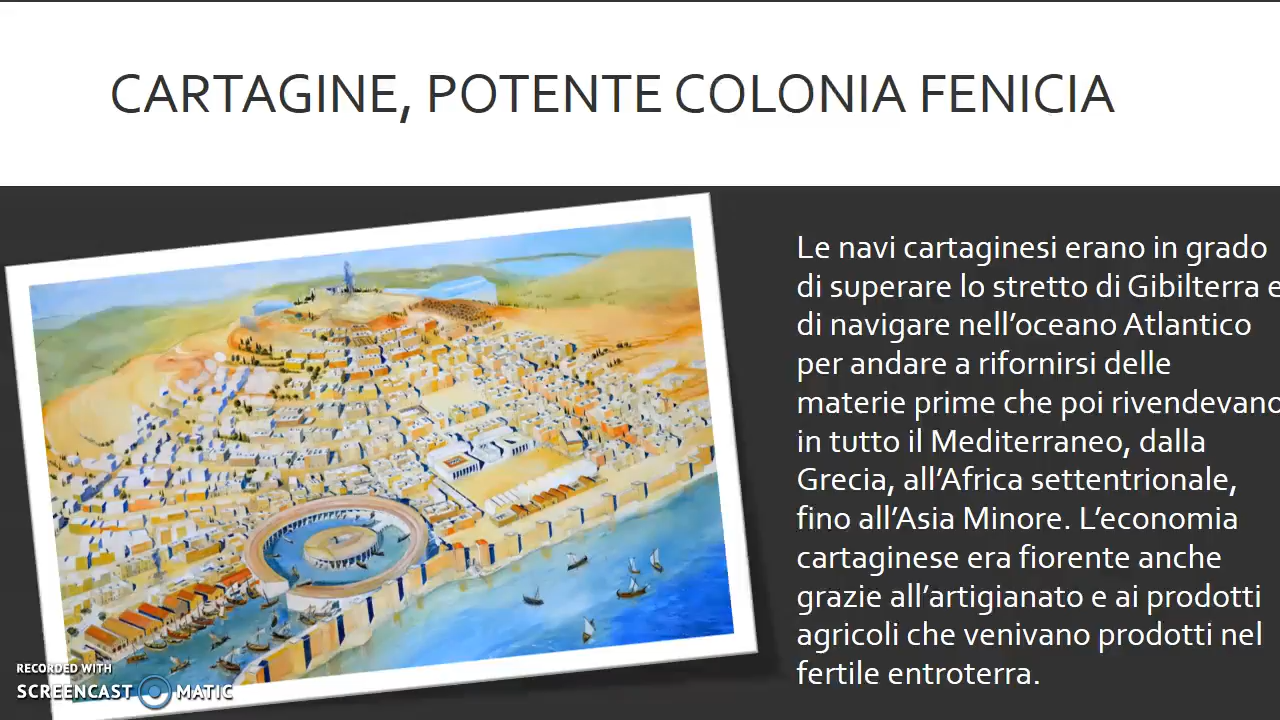 CARTAGINE, POTENTE COLONIA FENICIA
Le navi cartaginesi erano in grado
di superare lo stretto di Gibilterra e
di navigare nell’oceano Atlantico
per andare a rifornirsi delle
materie prime che poi rivendevano
in tutto il Mediterraneo, dalla
Grecia, all’Africa settentrionale,
fino all’Asia Minore. L’economia
cartaginese era fiorente anche
grazie all’artigianato e ai prodotti
agricoli che venivano prodotti nel
fertile entroterra.
RECORDED WITH
SCREENCAST MATIC